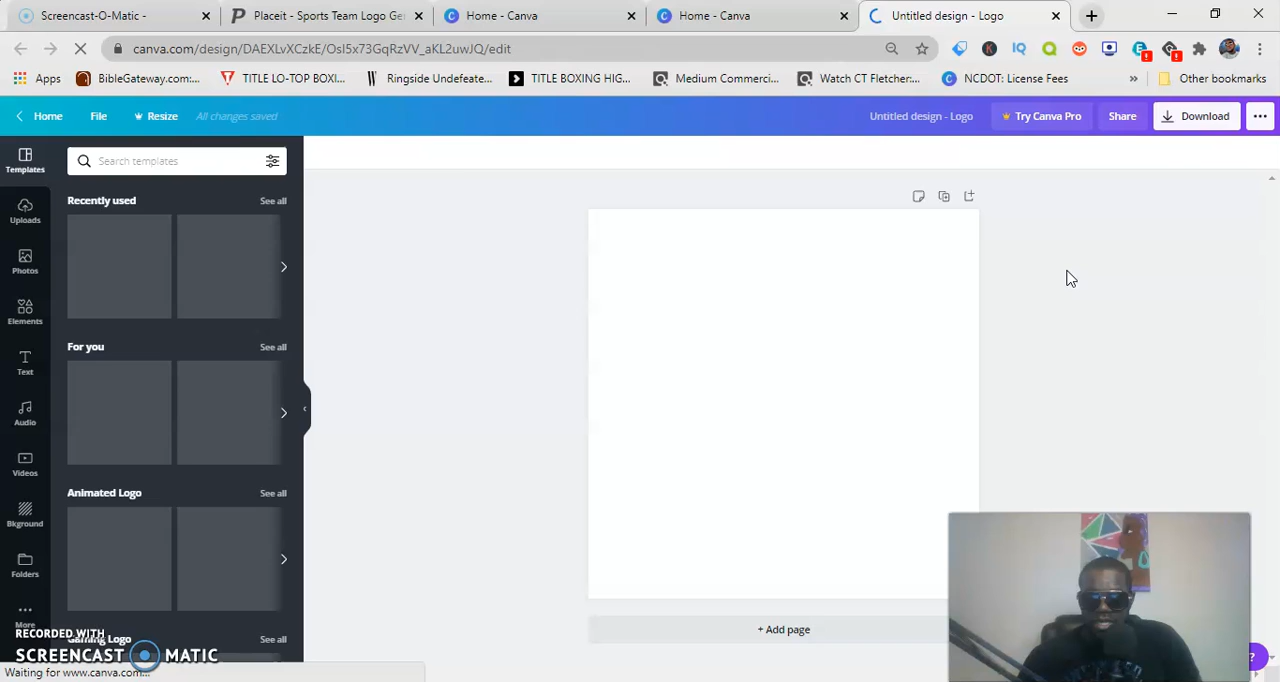 Screencast-O-Matic -
Placeit - Sports Team Logo Ge
Home - Canva
Home - Canva
Untitled design - Logo
canva.com/design/DAEXLvXCzkE/OsI5x73GqRzVV_aKL2uwJQ/edit
Apps
BibleGateway.com:...
TITLE LO-TOP BOXI...
Ringside Undefeate...
TITLE BOXING HIG...
Medium Commerci...
Watch CT Fletcher:...
NCDOT: License Fees
Other bookmarks
Home
File
Resize
All changes saved
Untitled design - Logo
Try Canva Pro
Share
Download
Templates
Search templates
Recently used
See all
Uploads
Photos
Elements
For you
See all
Text
Audio
Videos
Animated Logo
See all
Bkground
Folders
More
Gaming Logo
See all
+ Add page
RECORDED WITH
SCREENCAST MATIC
Waiting for www.canva.com...